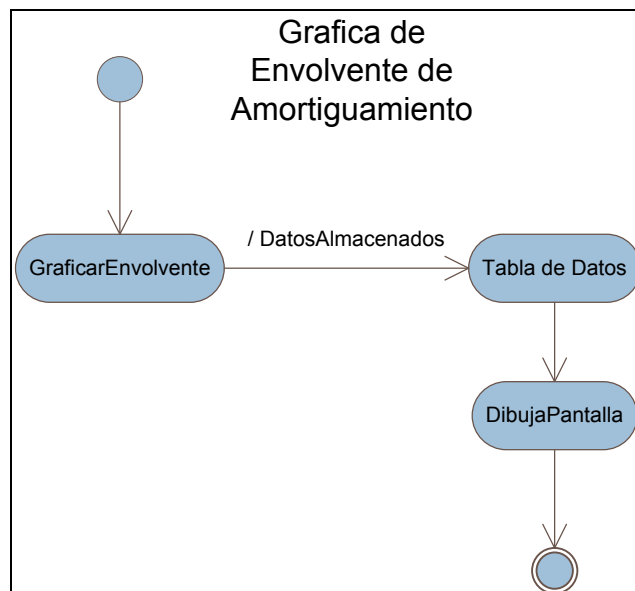 Grafica de
Envolvente de
Amortiguamiento
/ DatosAlmacenados
GraficarEnvolvente
Tabla de Datos
DibujaPantalla